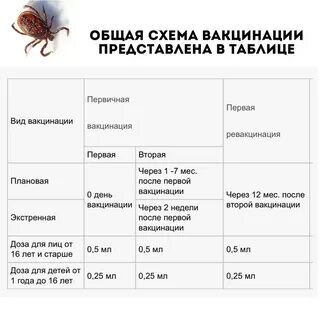 ОБЩАЯ СХЕМА ВАКЦИНАЦИИ
ПРЕДСТАВЛЕНА В ТАБЛИЦЕ
Вид вакцинации
Первичная
вакцинация
Первая
ревакцинация
Первая
Вторая
Плановая
0 день
вакцинации
Через 1 -7 мес.
после первой
вакцинации
Через 12 мес. после
второй вакцинации
Экстренная
Через 2 недели
после первой
вакцинации
Доза для лиц от
16 лет и старше
0,5 мл
0,5 мл
0,5 мл
Доза для детей от
1 года до 16 лет
0,25 мл
0,25 мл
0,25 мл